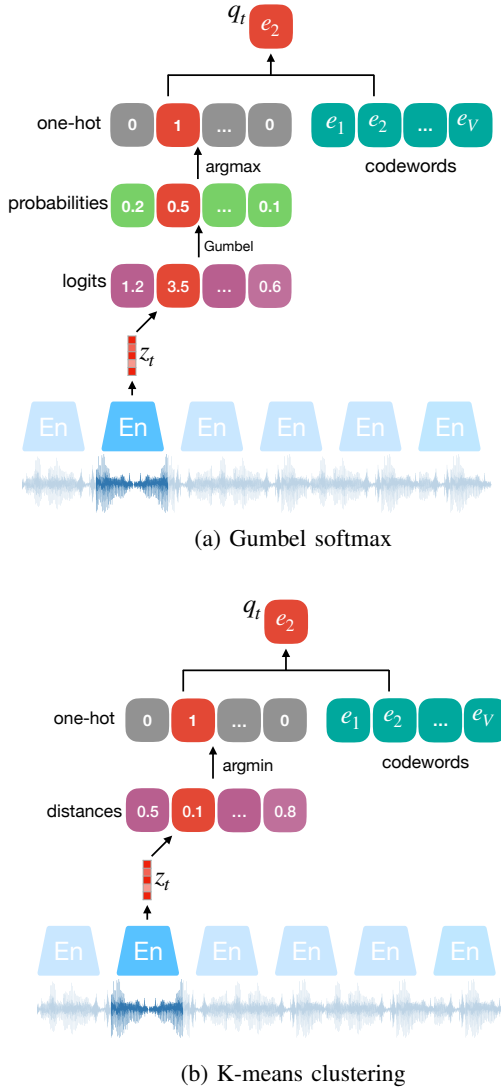 q_t e_2
one-hot 0 1 ... 0 e_1 e_2 ... e_V
argmax codewords
probabilities 0.2 0.5 ... 0.1
Gumbel
logits 1.2 3.5 ... 0.6
z_t
En En En En En En
(a) Gumbel softmax
q_t e_2
one-hot 0 1 ... 0 e_1 e_2 ... e_V
argmin codewords
distances 0.5 0.1 ... 0.8
z_t
En En En En En En
(b) K-means clustering